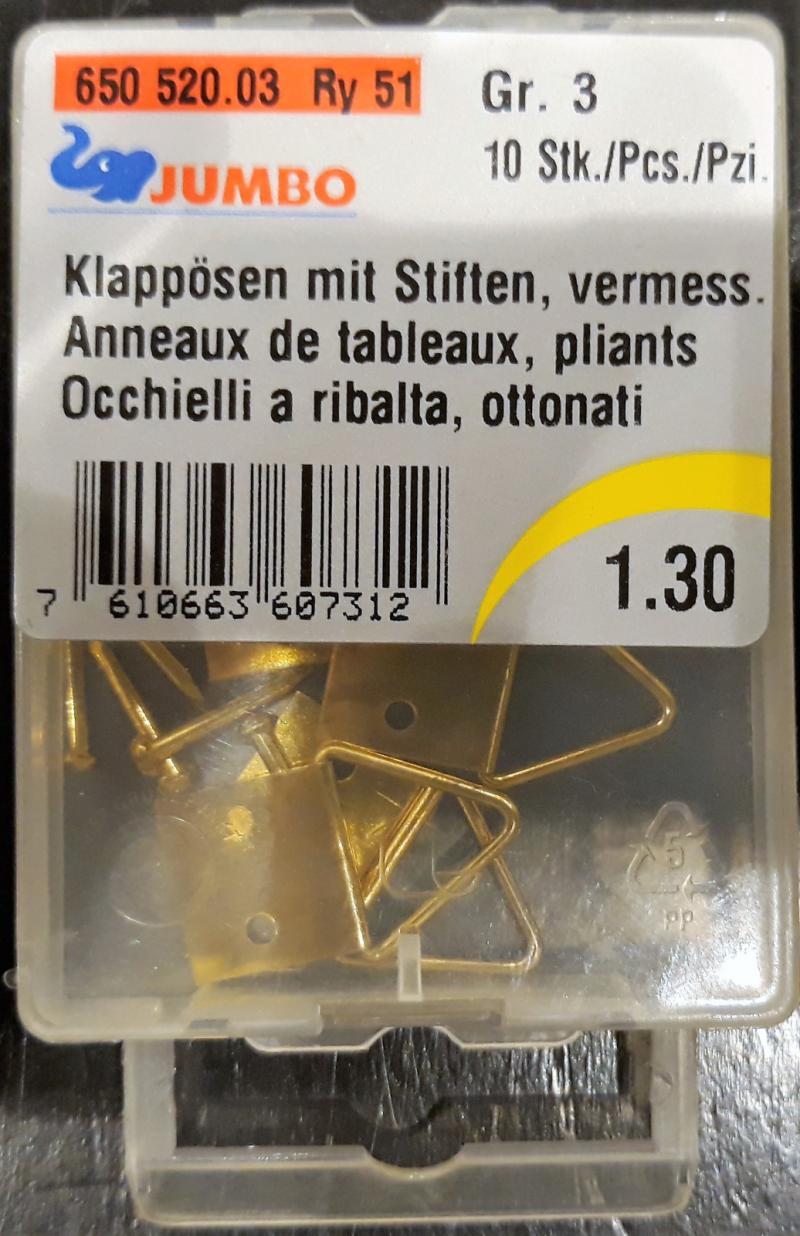 650 520.03 Ry 51
Gr. 3
10 Stk./Pcs./Pzi.
JUMBO
Klappösen mit Stiften, vermess.
Anneaux de tableaux, pliants
Occhielli a ribalta, ottonati
7 610663 607312
1.30
5
PP